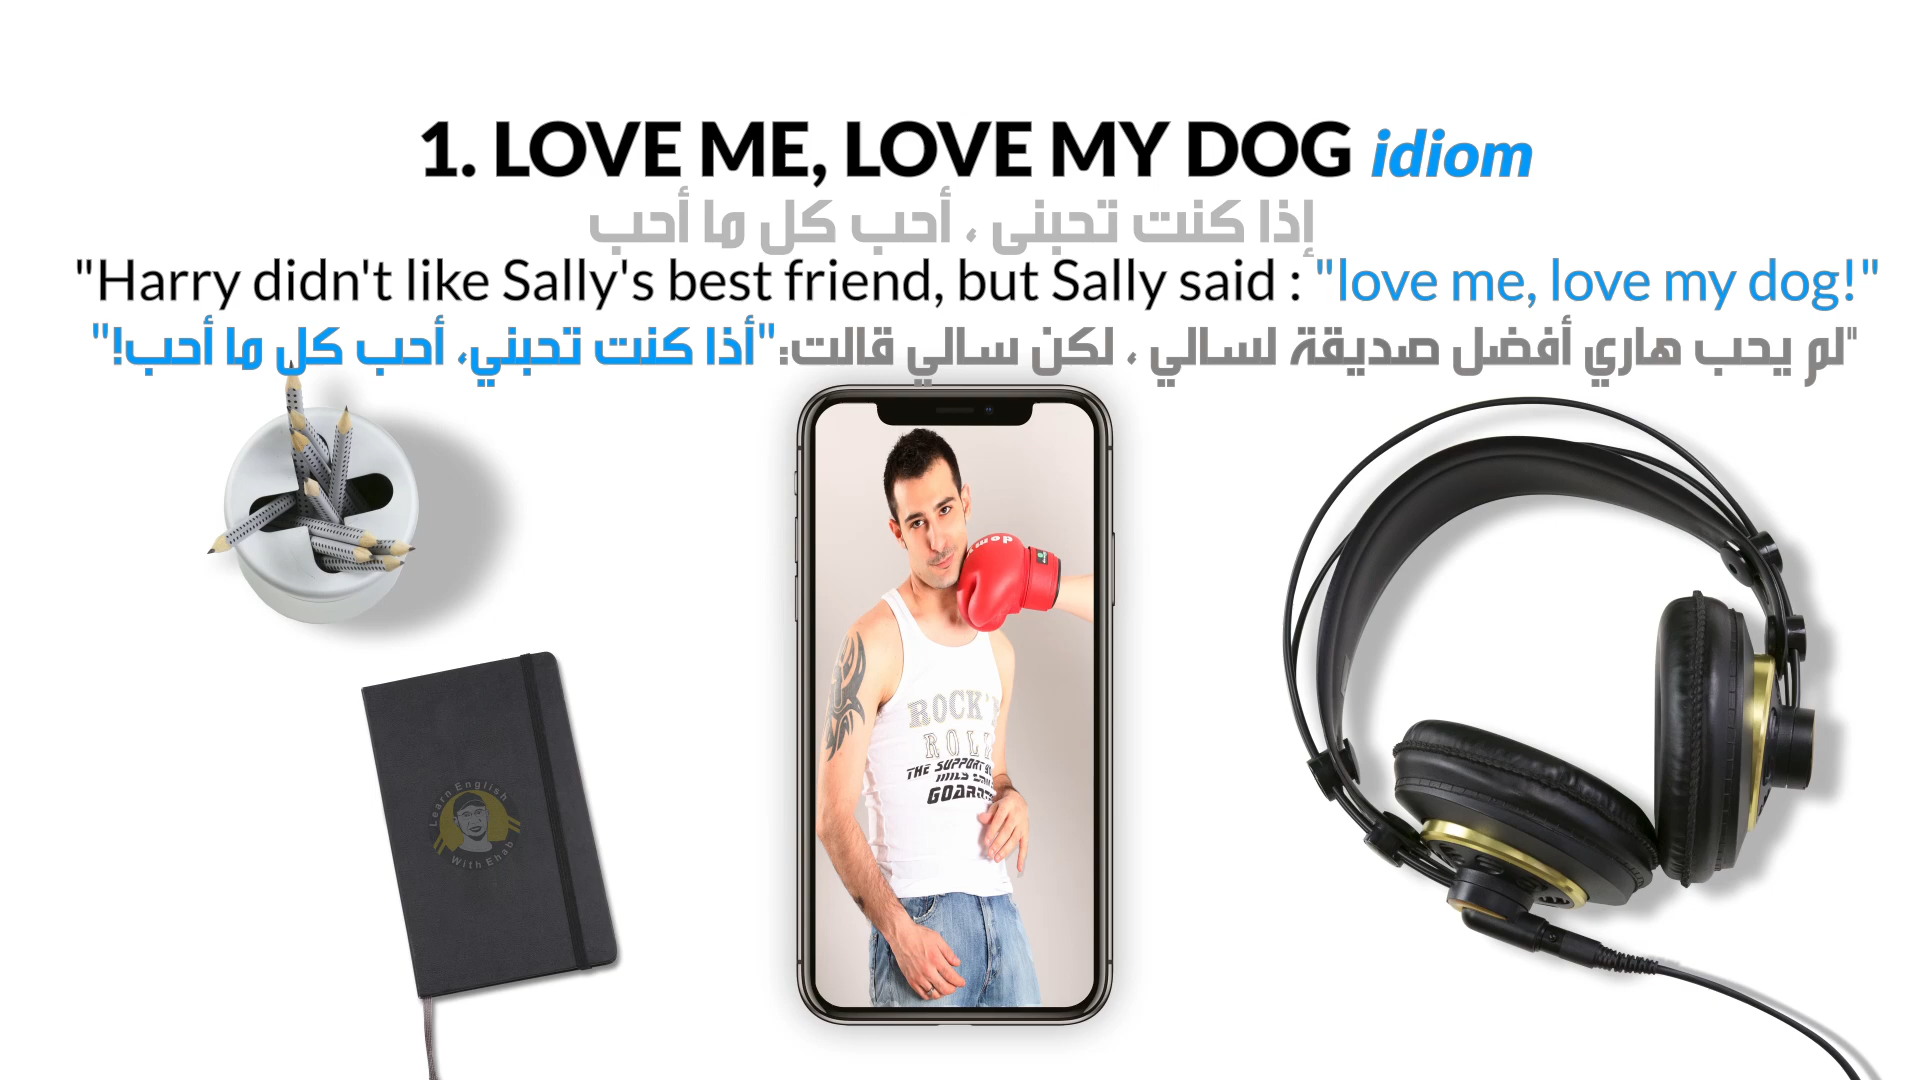 1. LOVE ME, LOVE MY DOG idiom
إذا كنت تحبنى ، أحب كل ما أحب
"Harry didn't like Sally's best friend, but Sally said : "love me, love my dog!"
"لم يحب هاري أفضل صديقة لسالي ، لكن سالي قالت: "أذا كنت تحبني، أحب كل ما أحب!"
ROCK'
ROLL
THE SUPPORT
Learn English
With Ehab